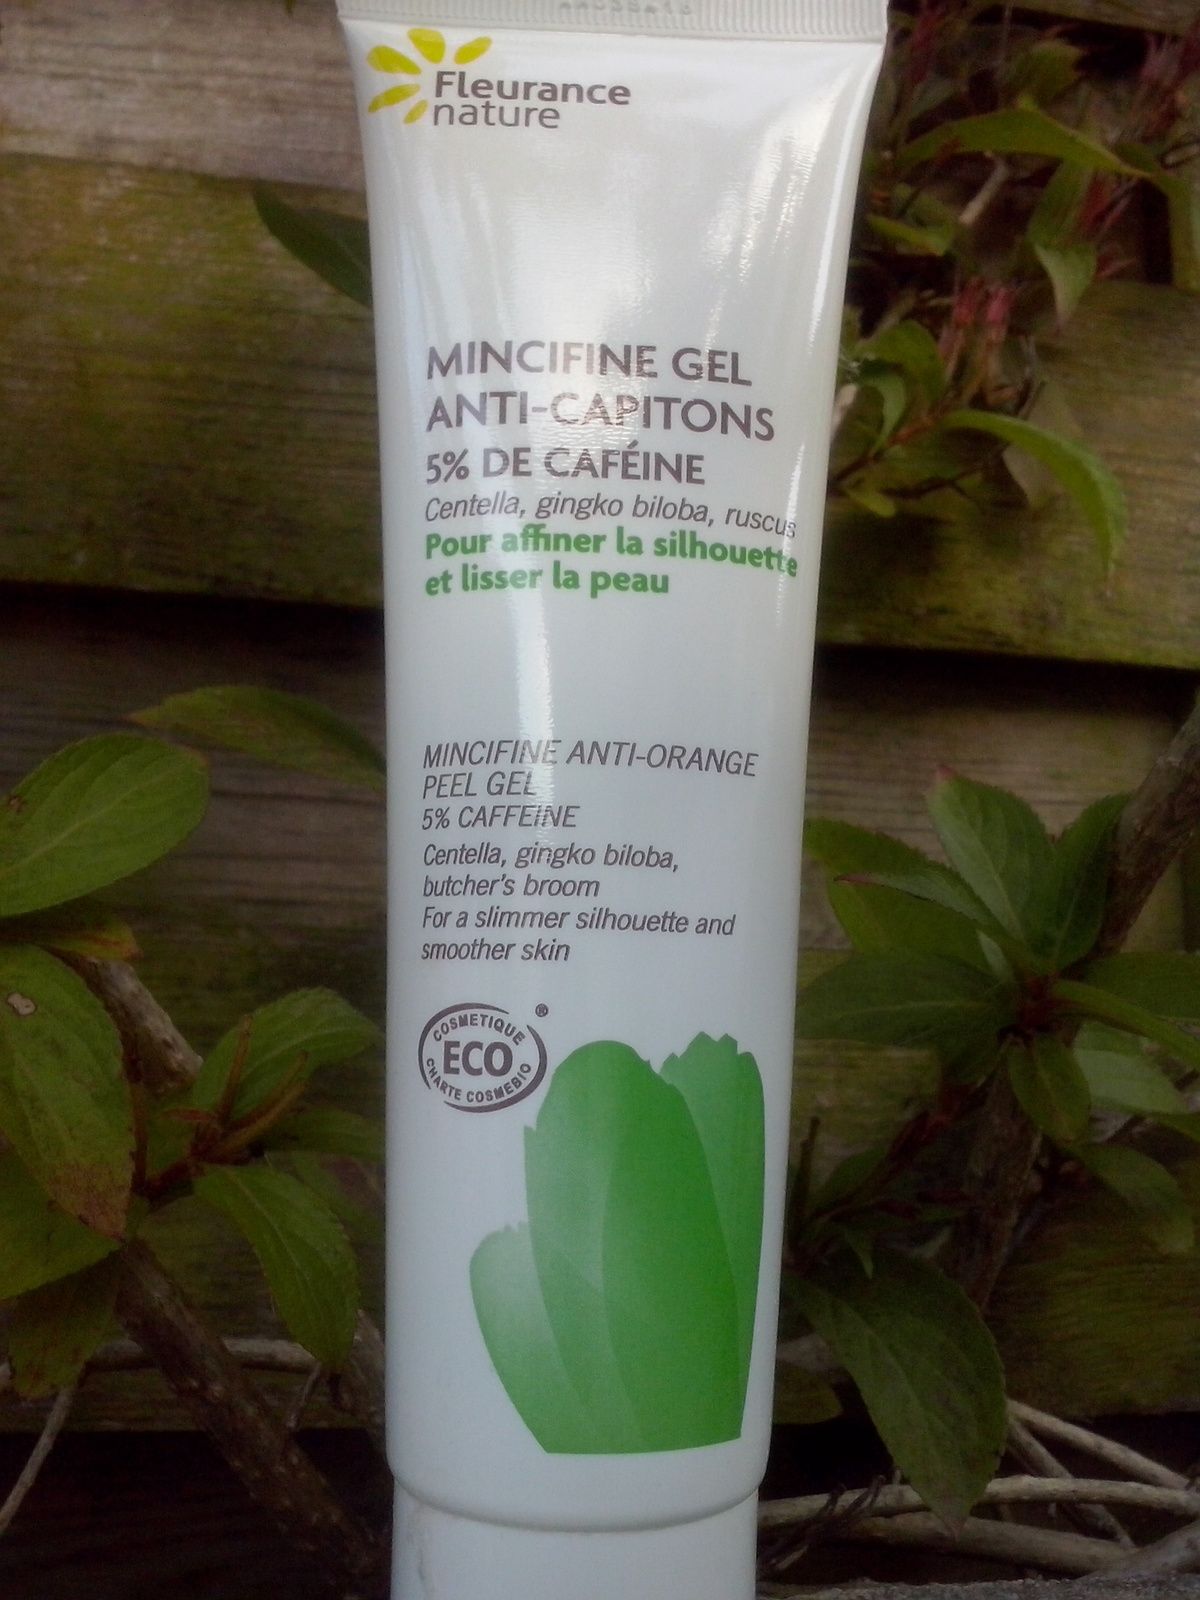 Fleurance
nature
MINCIFINE GEL
ANTI-CAPITONS
5% DE CAFÉINE
Centella, gingko biloba, ruscus
Pour affiner la silhouette
et lisser la peau
MINCIFINE ANTI-ORANGE
PEEL GEL
5% CAFFEINE
Centella, gingko biloba,
butcher's broom
For a slimmer silhouette and
smoother skin
®
COSMETIQUE
ECO
CHARTE COSMEBIO